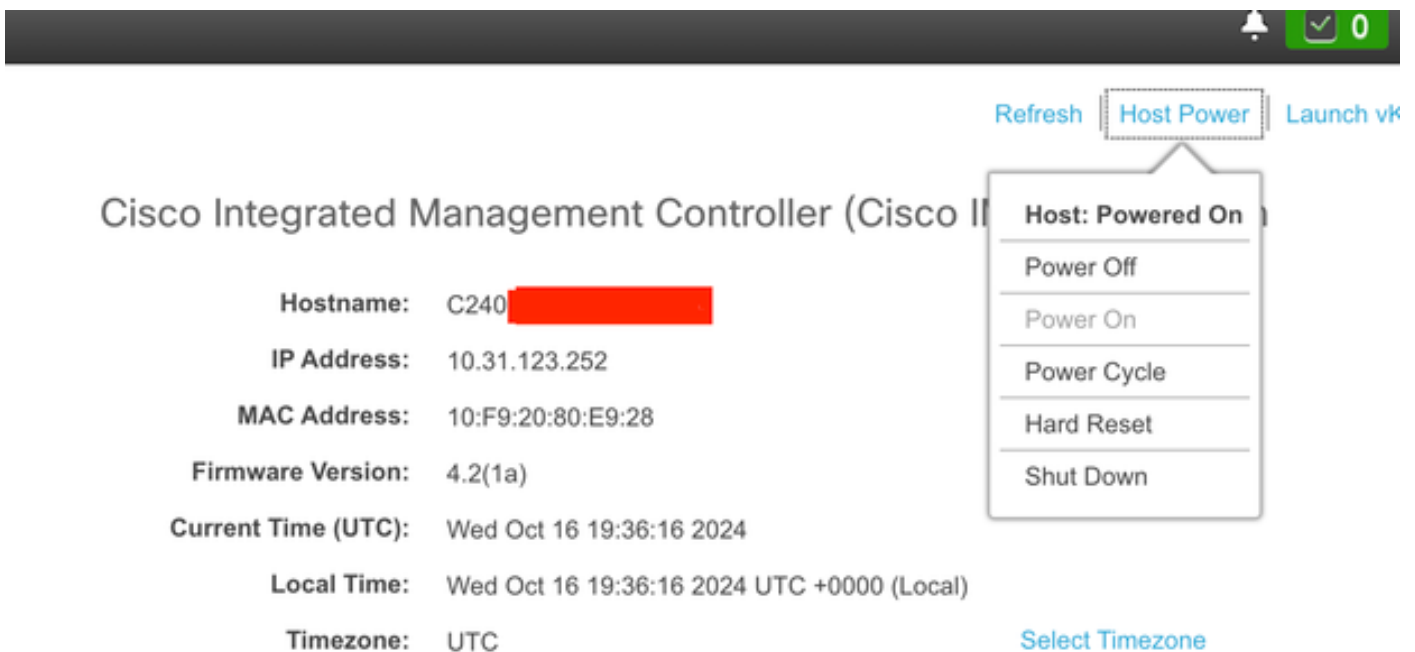 0
Refresh | Host Power | Launch vK
Cisco Integrated Management Controller (Cisco I
Host: Powered On
Power Off
Power On
Power Cycle
Hard Reset
Shut Down
Hostname: C240
IP Address: 10.31.123.252
MAC Address: 10:F9:20:80:E9:28
Firmware Version: 4.2(1a)
Current Time (UTC): Wed Oct 16 19:36:16 2024
Local Time: Wed Oct 16 19:36:16 2024 UTC +0000 (Local)
Timezone: UTC Select Timezone